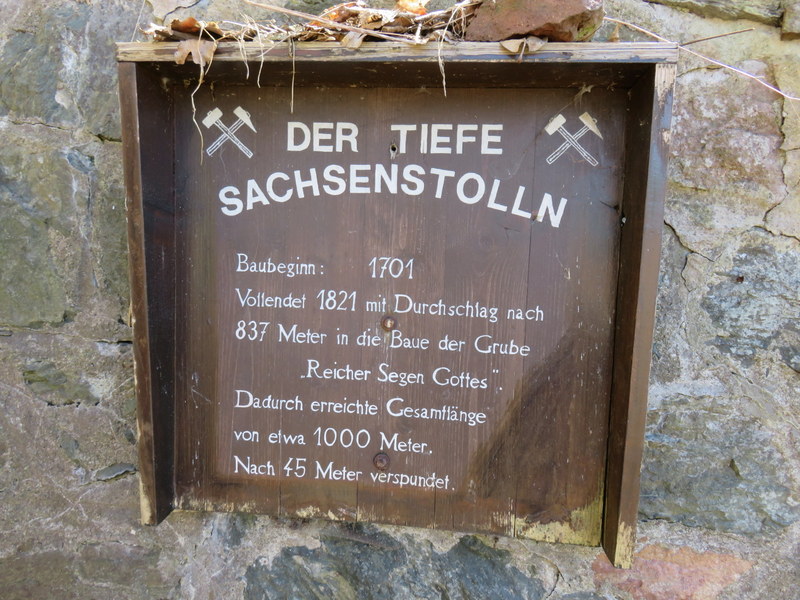 DER TIEFE
SACHSENSTOLLN
Baubeginn: 1701
Vollendet 1821 mit Durchschlag nach
837 Meter in die Baue der Grube
„Reicher Segen Gottes".
Dadurch erreichte Gesamtlänge
von etwa 1000 Meter.
Nach 45 Meter verspundet.